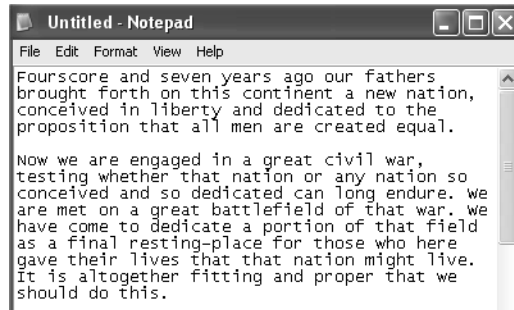 Untitled - Notepad
File Edit Format View Help
Fourscore and seven years ago our fathers
brought forth on this continent a new nation,
conceived in liberty and dedicated to the
proposition that all men are created equal.
Now we are engaged in a great civil war,
testing whether that nation or any nation so
conceived and so dedicated can long endure. We
are met on a great battlefield of that war. We
have come to dedicate a portion of that field
as a final resting-place for those who here
gave their lives that that nation might live.
It is altogether fitting and proper that we
should do this.